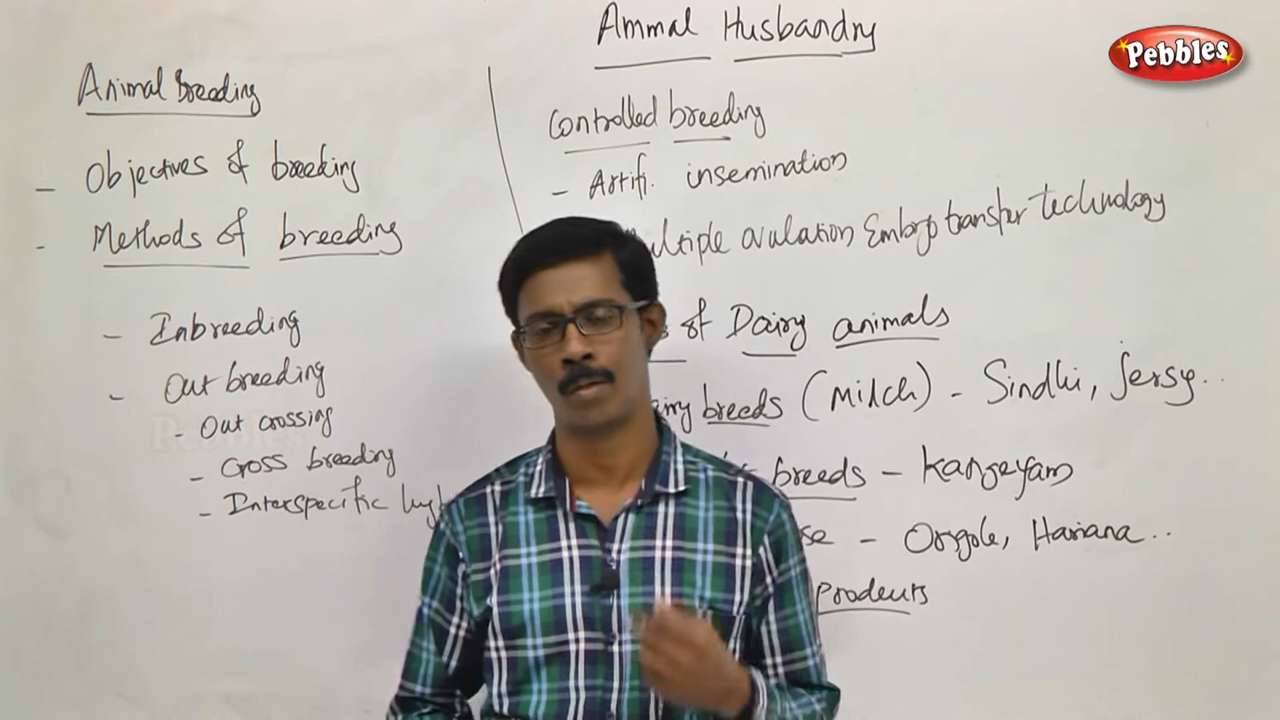 Animal Husbandry
Pebbles
Animal Breeding
- Objectives of breeding
- Methods of breeding
- Inbreeding
- Out breeding
- Out crossing
- Cross breeding
- Interspecific hyb
Controlled breeding
- Artifi. insemination
ultiple ovulation Embryo transfer technology
of Dairy animals
breeds (Milch) - Sindhi, Jersy..
breeds - Kangeyam
se - Ongole, Hariana..
Products